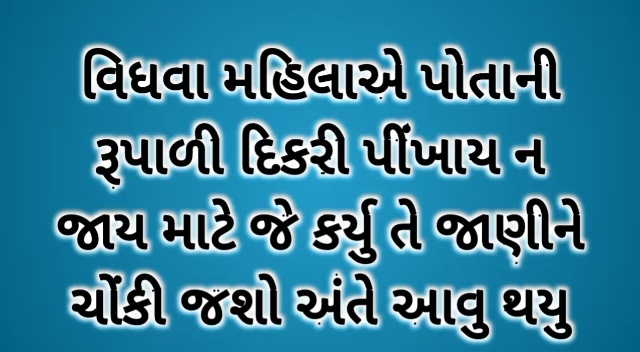 વિધવા મહિલાએ પોતાની
રૂપાળી દિકરી પીંખાય ન
જાય માટે જે કર્યુ તે જાણીને
ચોંકી જશો અંતે આવુ થયુ